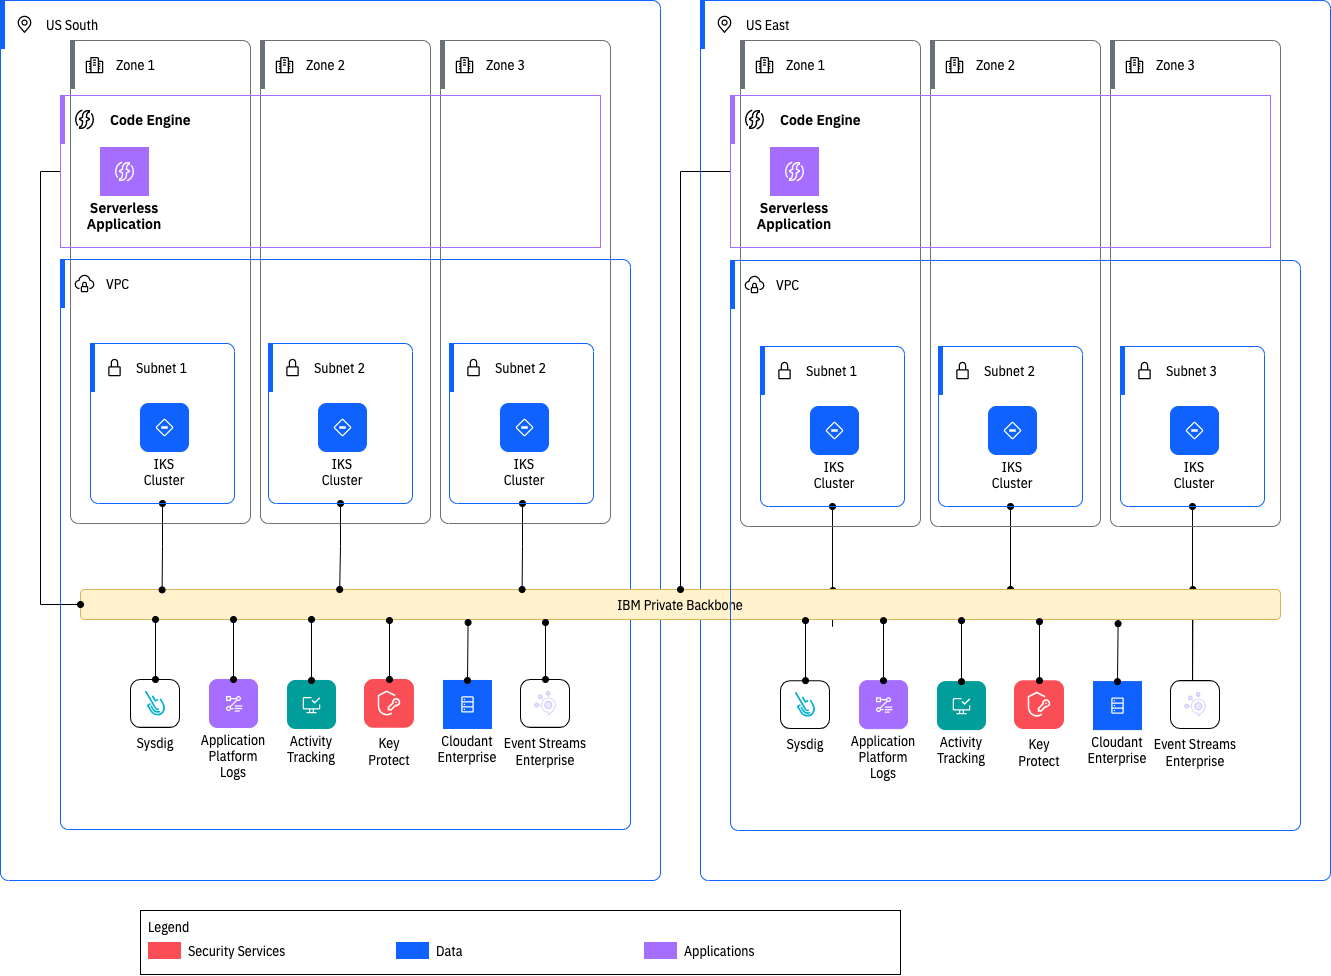 US South
US East
Zone 1
Zone 2
Zone 3
Zone 1
Zone 2
Zone 3
Code Engine
Code Engine
Serverless
Application
Serverless
Application
VPC
VPC
Subnet 1
Subnet 2
Subnet 2
Subnet 1
Subnet 2
Subnet 3
IKS
Cluster
IKS
Cluster
IKS
Cluster
IKS
Cluster
IKS
Cluster
IKS
Cluster
IBM Private Backbone
Sysdig
Application
Platform
Logs
Activity
Tracking
Key
Protect
Cloudant
Enterprise
Event Streams
Enterprise
Sysdig
Application
Platform
Logs
Activity
Tracking
Key
Protect
Cloudant
Enterprise
Event Streams
Enterprise
Legend
Security Services
Data
Applications